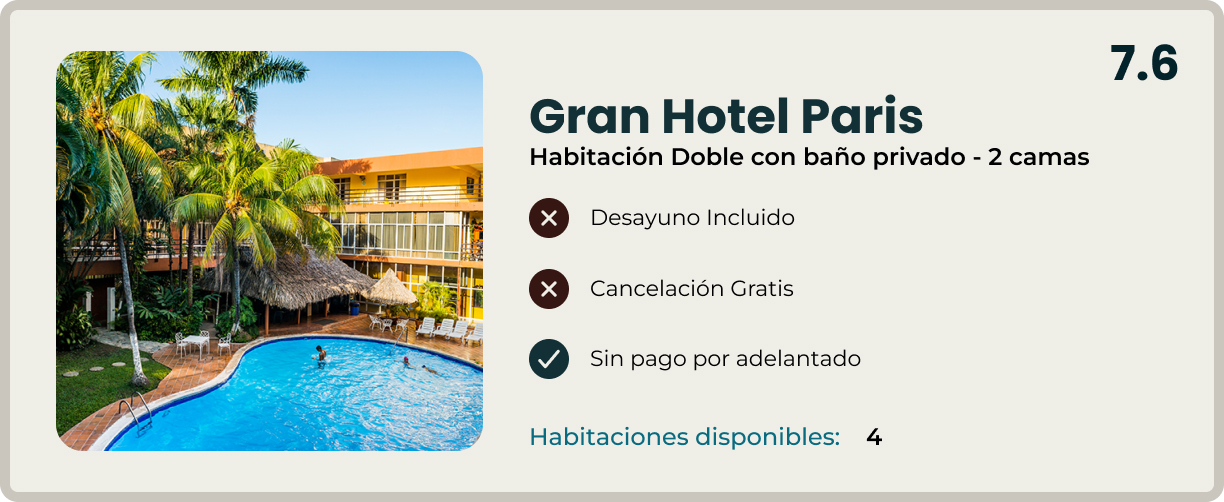 7.6
Gran Hotel Paris
Habitación Doble con baño privado - 2 camas
Desayuno Incluido
Cancelación Gratis
Sin pago por adelantado
Habitaciones disponibles: 4